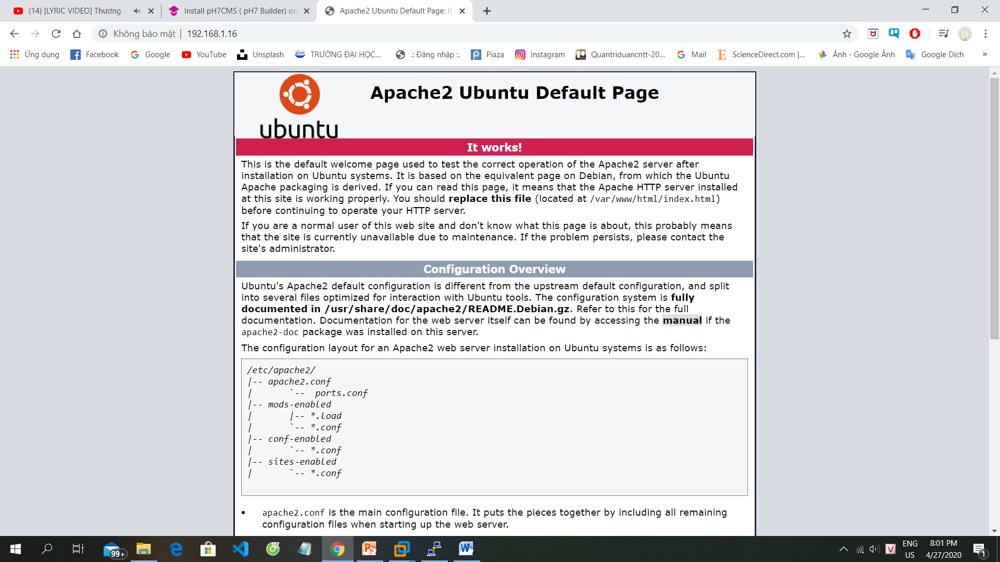 (14) [LYRIC VIDEO] Thương -
Install pH7CMS ( pH7 Builder) on
Apache2 Ubuntu Default Page: It
Không bảo mật | 192.168.1.16
Ứng dụng Facebook Google YouTube Unsplash TRƯỜNG ĐẠI HỌC... .: Đăng nhập :. Piaza Instagram Quantriduancntt-20... Mail ScienceDirect.com |... Ảnh - Google Ảnh Google Dịch »
ubuntu
Apache2 Ubuntu Default Page
It works!
This is the default welcome page used to test the correct operation of the Apache2 server after
installation on Ubuntu systems. It is based on the equivalent page on Debian, from which the Ubuntu
Apache packaging is derived. If you can read this page, it means that the Apache HTTP server installed
at this site is working properly. You should replace this file (located at /var/www/html/index.html)
before continuing to operate your HTTP server.
If you are a normal user of this web site and don't know what this page is about, this probably means
that the site is currently unavailable due to maintenance. If the problem persists, please contact the
site's administrator.
Configuration Overview
Ubuntu's Apache2 default configuration is different from the upstream default configuration, and split
into several files optimized for interaction with Ubuntu tools. The configuration system is fully
documented in /usr/share/doc/apache2/README.Debian.gz. Refer to this for the full
documentation. Documentation for the web server itself can be found by accessing the manual if the
apache2-doc package was installed on this server.
The configuration layout for an Apache2 web server installation on Ubuntu systems is as follows:
/etc/apache2/
|-- apache2.conf
|       `--  ports.conf
|-- mods-enabled
|       |-- *.load
|       `-- *.conf
|-- conf-enabled
|       `-- *.conf
|-- sites-enabled
|       `-- *.conf
• apache2.conf is the main configuration file. It puts the pieces together by including all remaining
configuration files when starting up the web server.
99+
ENG
US
8:01 PM
4/27/2020
1